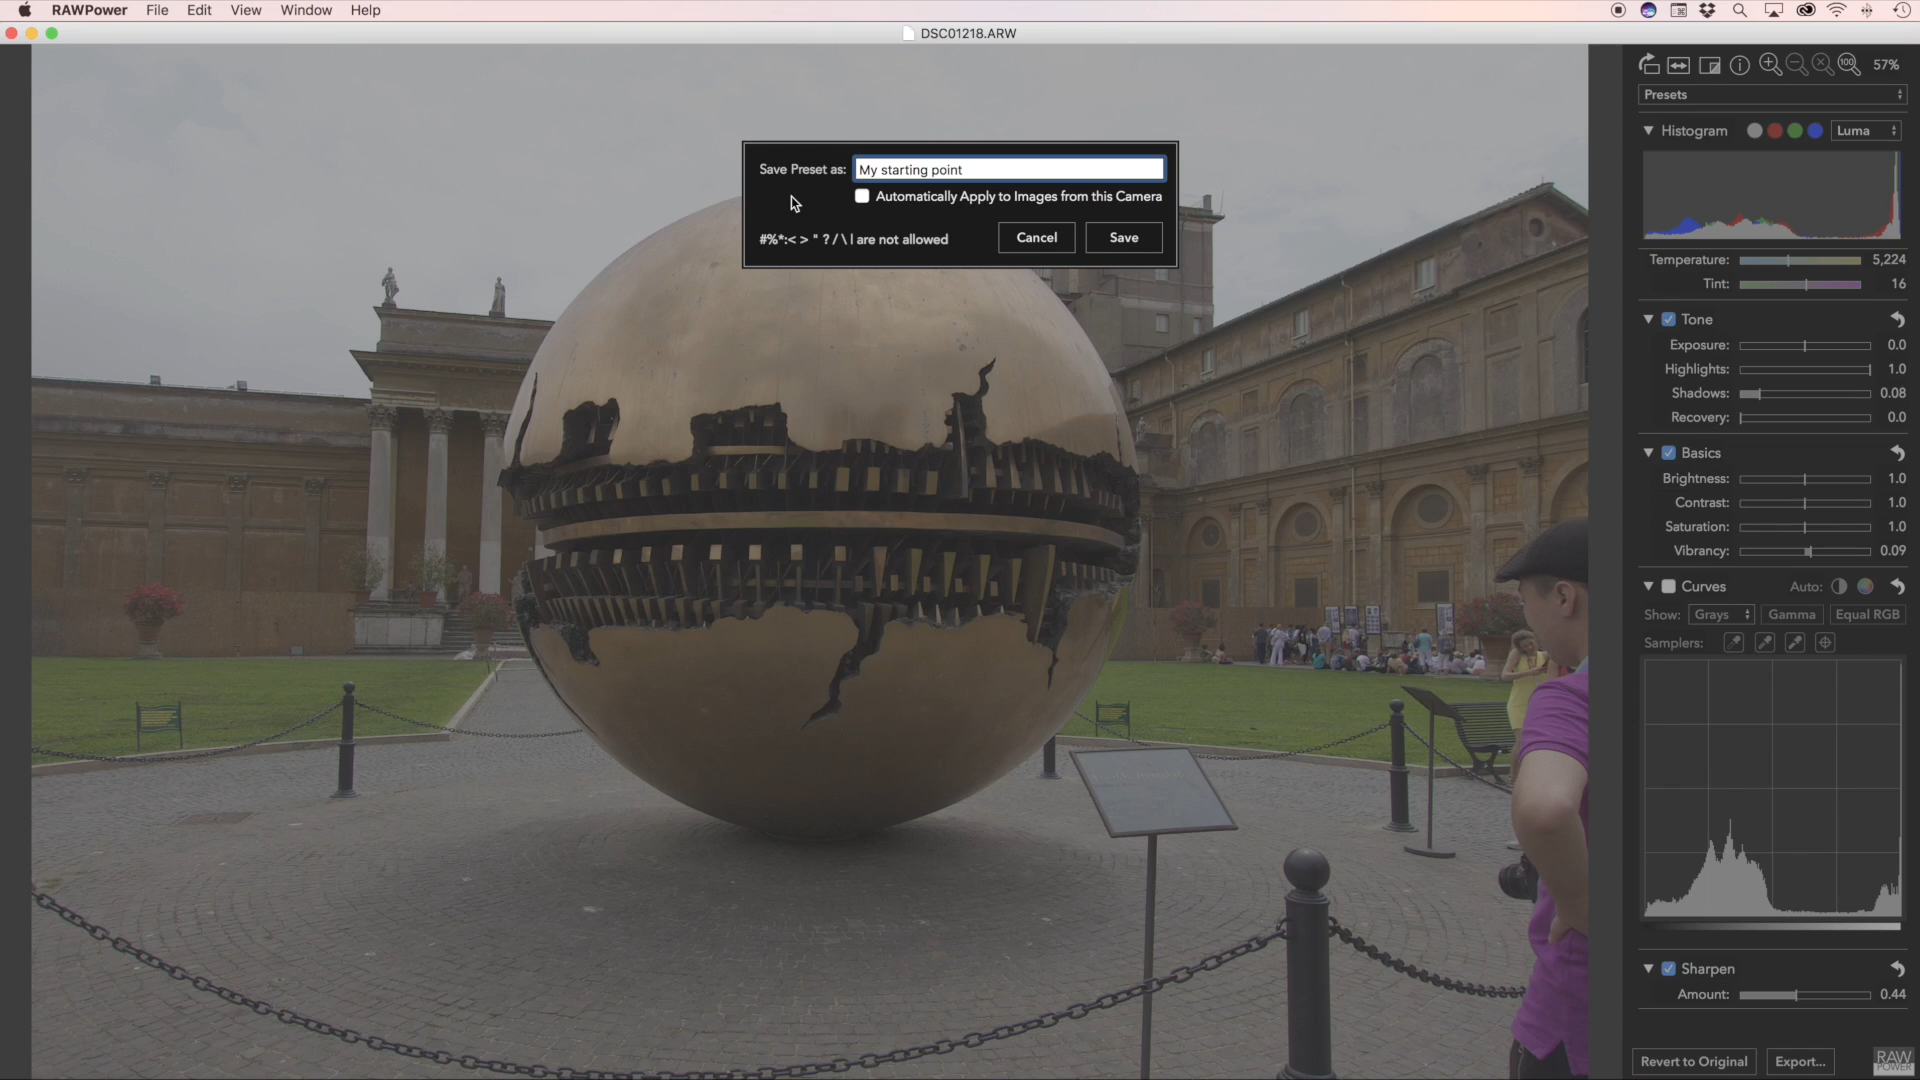 RAWPower File Edit View Window Help
DSC01218.ARW
57%
Presets
Histogram Luma
Save Preset as: My starting point
Automatically Apply to Images from this Camera
#%*:< > " ? / \ | are not allowed
Cancel Save
Temperature: 5,224
Tint: 16
Tone
Exposure: 0.0
Highlights: 1.0
Shadows: 0.08
Recovery: 0.0
Basics
Brightness: 1.0
Contrast: 1.0
Saturation: 1.0
Vibrancy: 0.09
Curves Auto:
Show: Grays Gamma Equal RGB
Samplers:
Sharpen
Amount: 0.44
Revert to Original Export... RAW
POWER